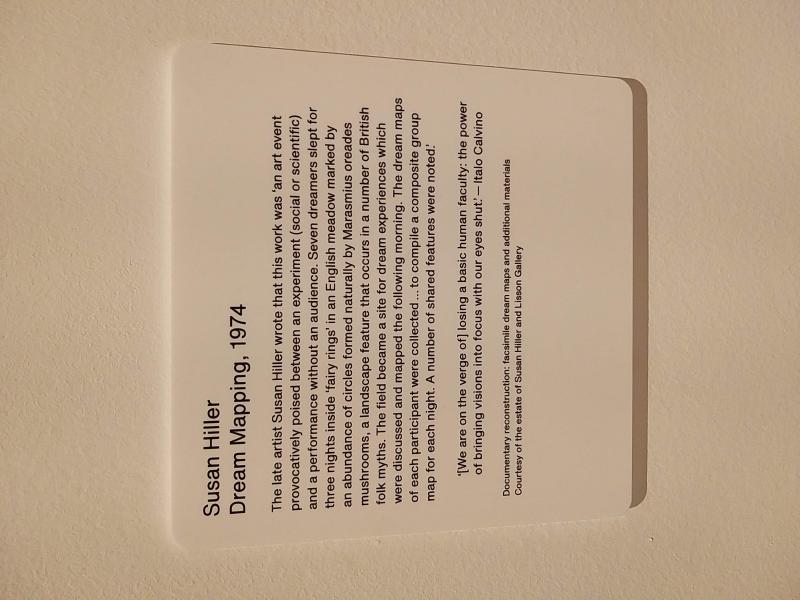 Susan Hiller
Dream Mapping, 1974
The late artist Susan Hiller wrote that this work was ‘an art event
provocatively poised between an experiment (social or scientific)
and a performance without an audience. Seven dreamers slept for
three nights inside ‘fairy rings’ in an English meadow marked by
an abundance of circles formed naturally by Marasmius oreades
mushrooms, a landscape feature that occurs in a number of British
folk myths. The field became a site for dream experiences which
were discussed and mapped the following morning. The dream maps
of each participant were collected... to compile a composite group
map for each night. A number of shared features were noted.’
‘[We are on the verge of] losing a basic human faculty: the power
of bringing visions into focus with our eyes shut.’ – Italo Calvino
Documentary reconstruction: facsimile dream maps and additional materials
Courtesy of the estate of Susan Hiller and Lisson Gallery